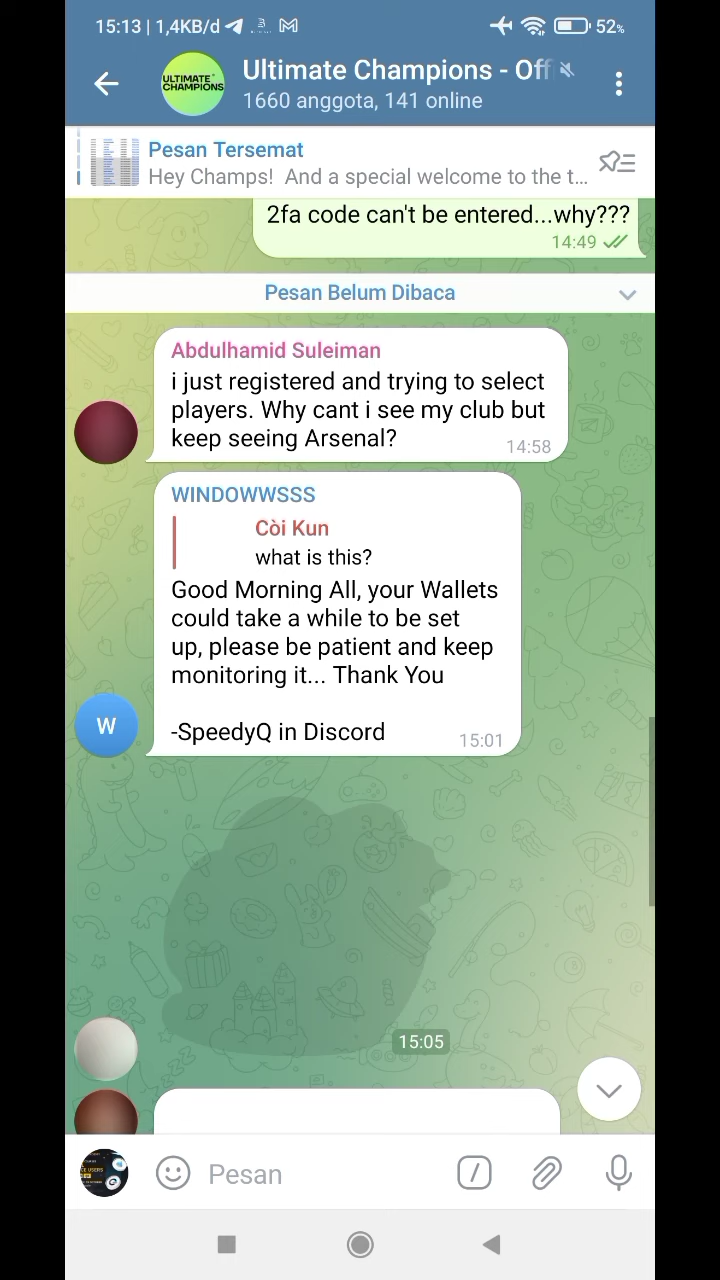 15:13 | 1,4KB/d
52%
ULTIMATE
CHAMPIONS
Ultimate Champions - Off
1660 anggota, 141 online
Pesan Tersemat
Hey Champs! And a special welcome to the t...
2fa code can't be entered...why???
14:49
Pesan Belum Dibaca
Abdulhamid Suleiman
i just registered and trying to select
players. Why cant i see my club but
keep seeing Arsenal?
14:58
WINDOWWSSS
Còi Kun
what is this?
Good Morning All, your Wallets
could take a while to be set
up, please be patient and keep
monitoring it... Thank You
-SpeedyQ in Discord
15:01
W
15:05
Pesan